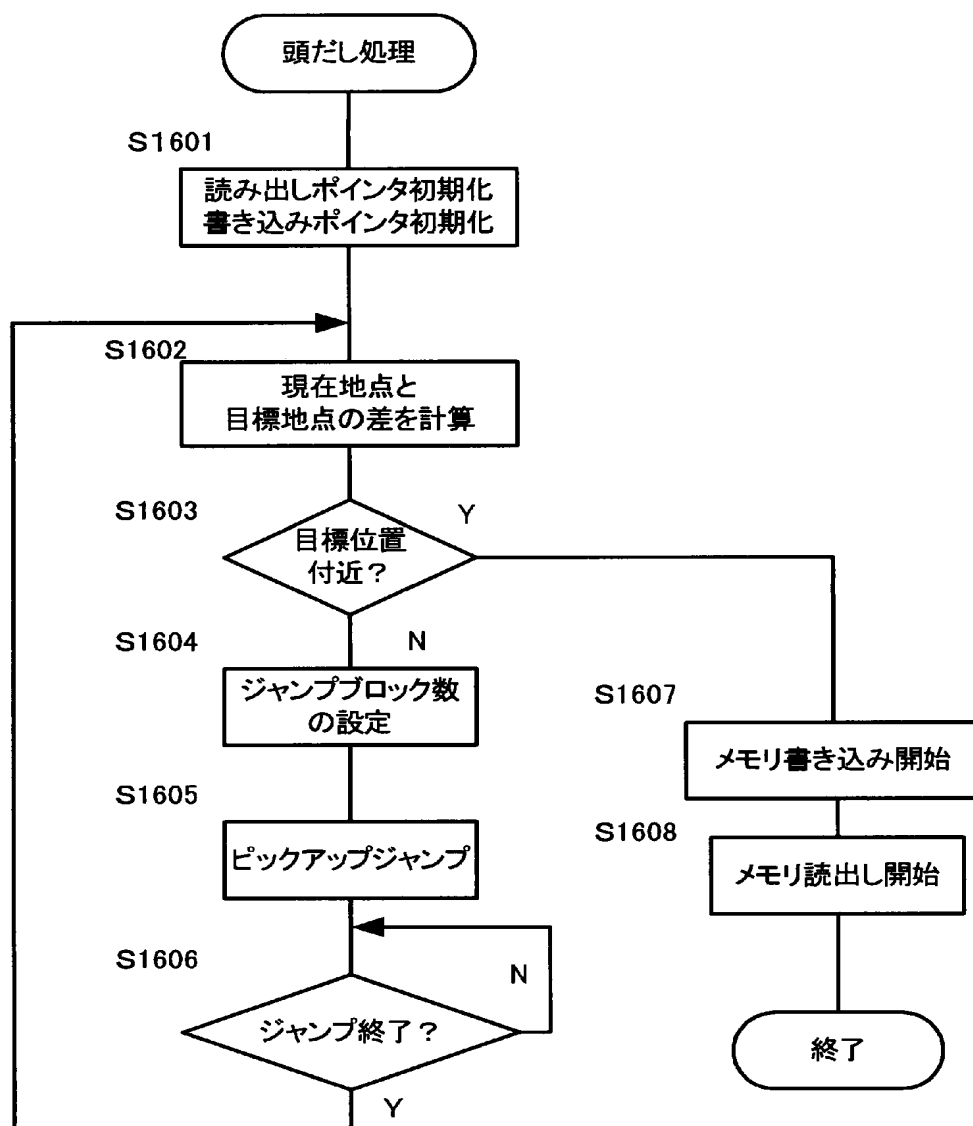 頭だし処理
S1601
読み出しポインタ初期化
書き込みポインタ初期化
S1602
現在地点と
目標地点の差を計算
S1603
Y
目標位置
付近？
S1604
N
ジャンプブロック数
の設定
S1607
メモリ書き込み開始
S1605
ピックアップジャンプ
S1608
メモリ読出し開始
S1606
N
ジャンプ終了？
終了
Y